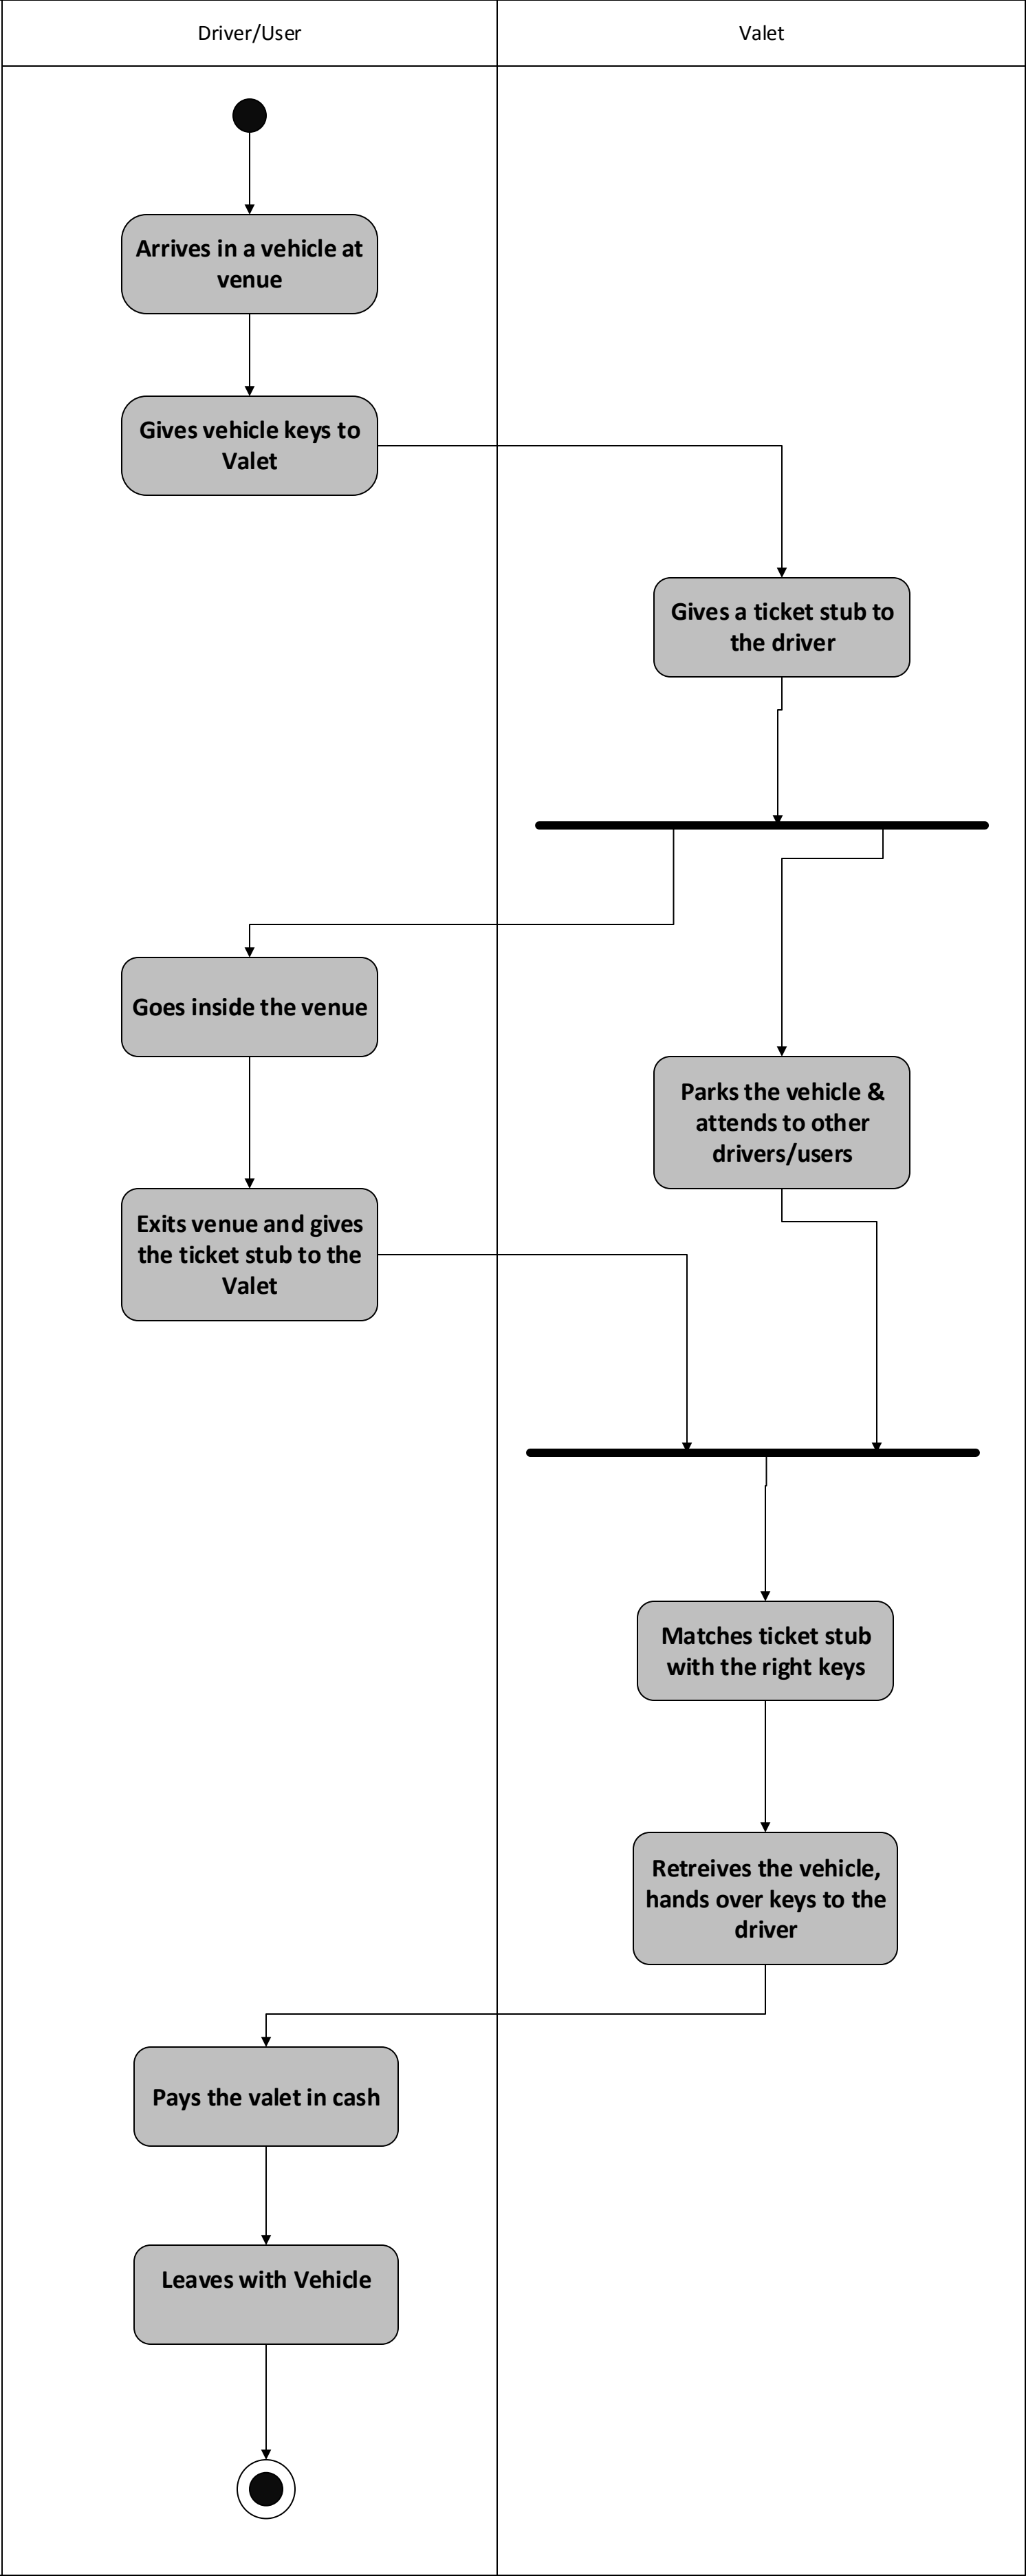 Driver/User
Valet
Arrives in a vehicle at
venue
Gives vehicle keys to
Valet
Gives a ticket stub to
the driver
Goes inside the venue
Parks the vehicle &
attends to other
drivers/users
Exits venue and gives
the ticket stub to the
Valet
Matches ticket stub
with the right keys
Retreives the vehicle,
hands over keys to the
driver
Pays the valet in cash
Leaves with Vehicle